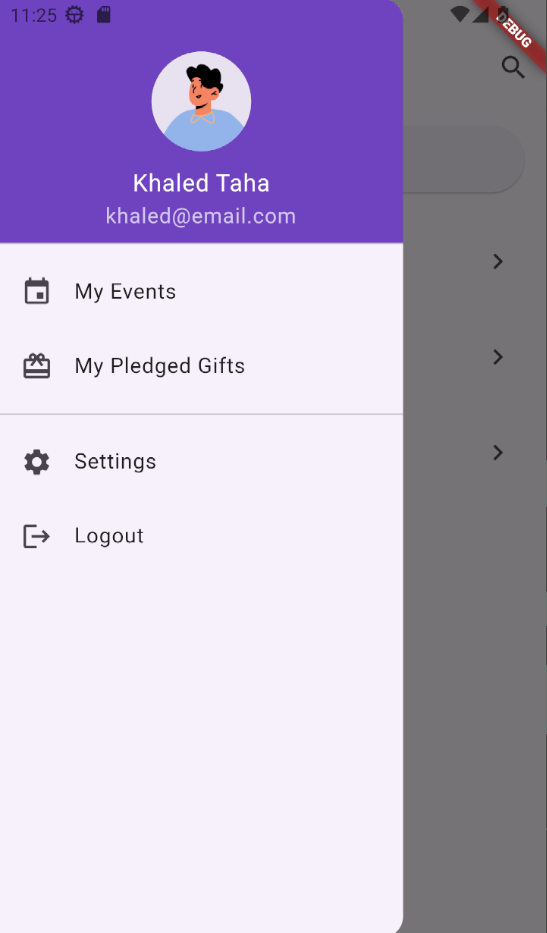 11:25
DEBUG
Khaled Taha
khaled@email.com
My Events
My Pledged Gifts
Settings
Logout